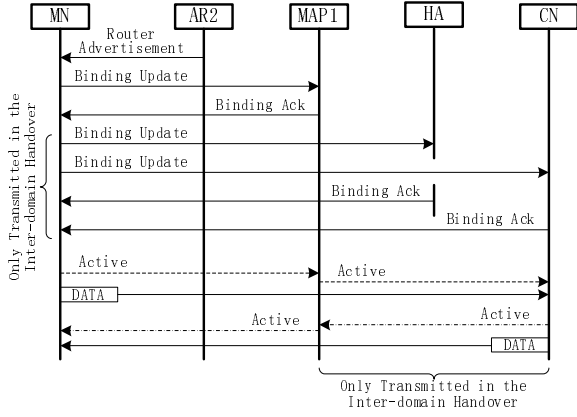 MN
AR2
MAP1
HA
CN
Router
Advertisement
Binding Update
Binding Ack
Binding Update
Binding Update
Binding Ack
Binding Ack
Only Transmitted in the
Inter-domain Handover
Active
Active
DATA
Active
Active
DATA
Only Transmitted in the
Inter-domain Handover